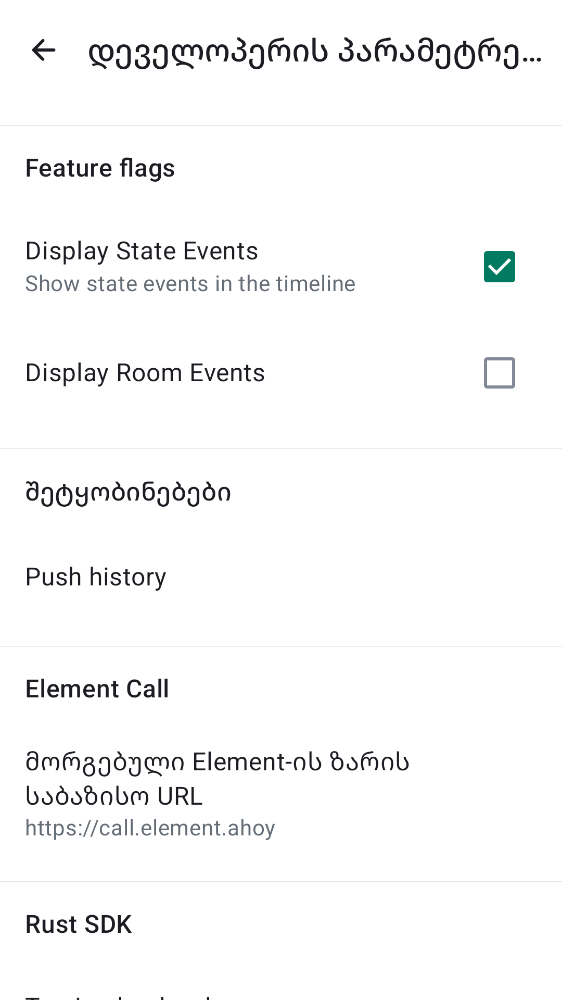 დეველოპერის პარამეტრე...
Feature flags
Display State Events
Show state events in the timeline
Display Room Events
შეტყობინებები
Push history
Element Call
მორგებული Element-ის ზარის
საბაზისო URL
https://call.element.ahoy
Rust SDK